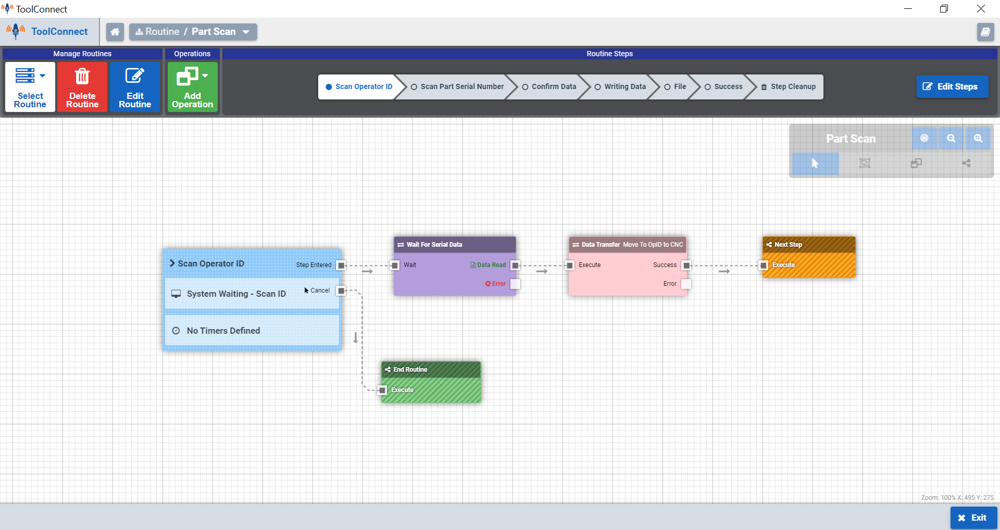 ToolConnect
ToolConnect
Routine / Part Scan
Manage Routines
Operations
Routine Steps
Select Routine
Delete Routine
Edit Routine
Add Operation
Scan Operator ID
Scan Part Serial Number
Confirm Data
Writing Data
File
Success
Step Cleanup
Edit Steps
Part Scan
Scan Operator ID
Step Entered
System Waiting - Scan ID
Cancel
No Timers Defined
Wait For Serial Data
Wait
Data Read
Error
Data Transfer Move To OpID to CNC
Execute
Success
Error
Next Step
Execute
End Routine
Execute
Zoom: 100% X: 495 Y: 275
Exit